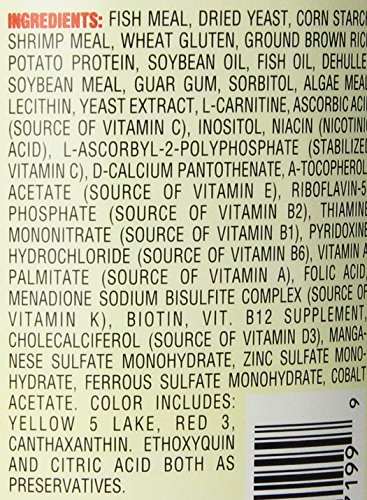 INGREDIENTS: FISH MEAL, DRIED YEAST, CORN STARCH
SHRIMP MEAL, WHEAT GLUTEN, GROUND BROWN RIC
POTATO PROTEIN, SOYBEAN OIL, FISH OIL, DEHULLE
SOYBEAN MEAL, GUAR GUM, SORBITOL, ALGAE MEAL
LECITHIN, YEAST EXTRACT, L-CARNITINE, ASCORBIC ACI
(SOURCE OF VITAMIN C), INOSITOL, NIACIN (NICOTINI
ACID), L-ASCORBYL-2-POLYPHOSPHATE (STABILIZED
VITAMIN C), D-CALCIUM PANTOTHENATE, A-TOCOPHEROL
ACETATE (SOURCE OF VITAMIN E), RIBOFLAVIN-5-
PHOSPHATE (SOURCE OF VITAMIN B2), THIAMINE
MONONITRATE (SOURCE OF VITAMIN B1), PYRIDOXINE
HYDROCHLORIDE (SOURCE OF VITAMIN B6), VITAMIN A
PALMITATE (SOURCE OF VITAMIN A), FOLIC ACID,
MENADIONE SODIUM BISULFITE COMPLEX (SOURCE OF
VITAMIN K), BIOTIN, VIT. B12 SUPPLEMENT,
CHOLECALCIFEROL (SOURCE OF VITAMIN D3), MANGA-
NESE SULFATE MONOHYDRATE, ZINC SULFATE MONO-
HYDRATE, FERROUS SULFATE MONOHYDRATE, COBALT
ACETATE. COLOR INCLUDES:
YELLOW 5 LAKE, RED 3,
CANTHAXANTHIN. ETHOXYQUIN
AND CITRIC ACID BOTH AS
PRESERVATIVES.
199
9